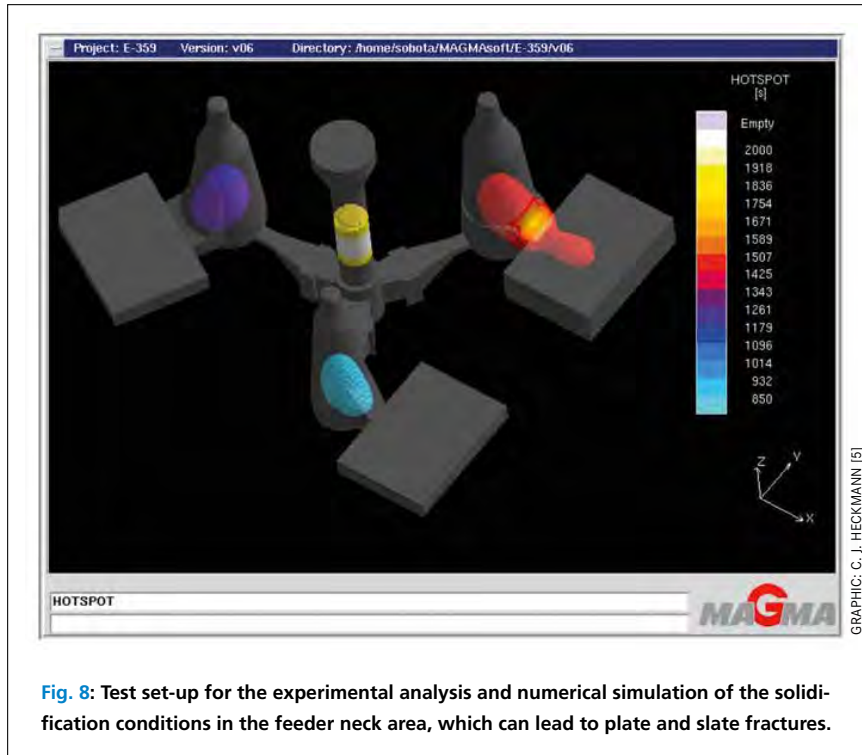 Project: E-359 Version: v06 Directory: /home/sobota/MAGMAsoft/E-359/v06
HOTSPOT
[s]
Empty
2000
1918
1836
1754
1671
1589
1507
1425
1343
1261
1179
1096
1014
932
850
Z
Y
X
HOTSPOT
MAGMA
GRAPHIC: C. J. HECKMANN [5]
Fig. 8: Test set-up for the experimental analysis and numerical simulation of the solidi-
fication conditions in the feeder neck area, which can lead to plate and slate fractures.